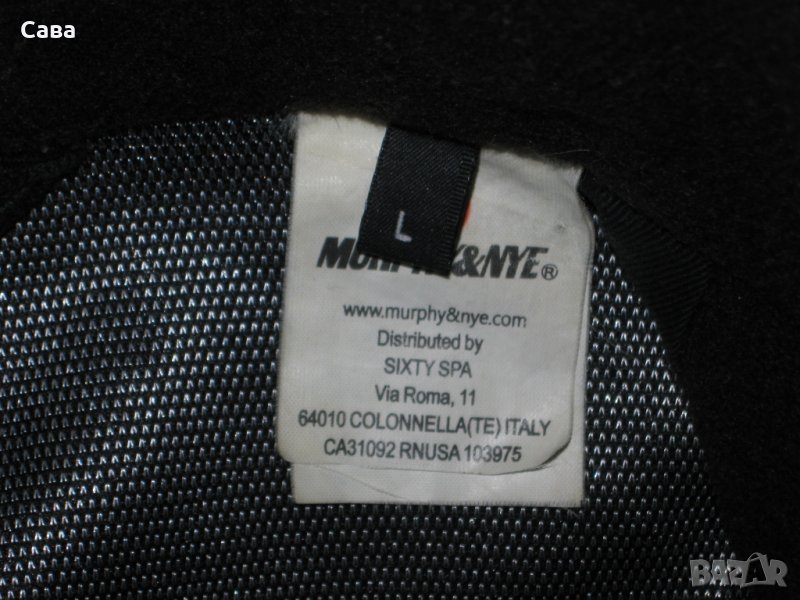 Сава
L
MURPHY&NYE®
www.murphy&nye.com
Distributed by
SIXTY SPA
Via Roma, 11
64010 COLONNELLA(TE) ITALY
CA31092 RNUSA 103975
BAZAR